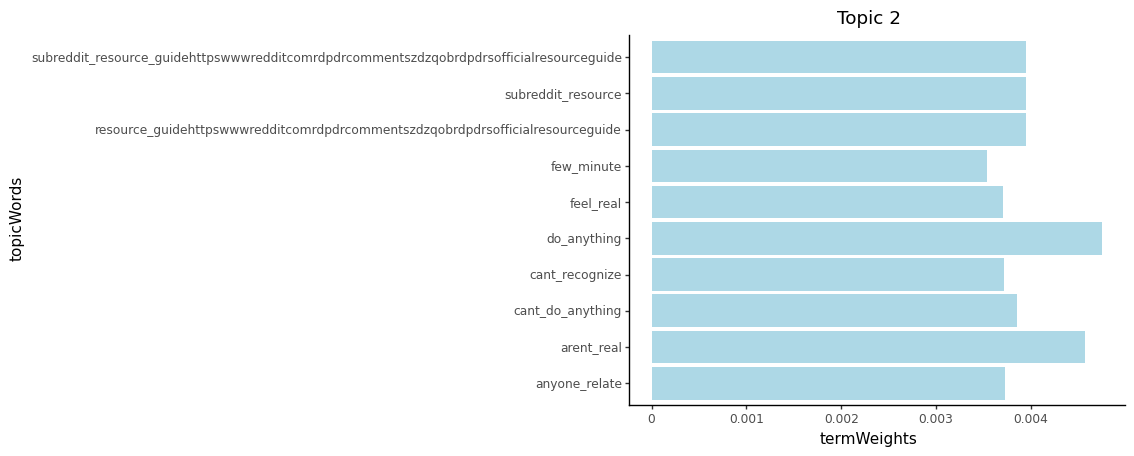 Topic 2
topicWords
subreddit_resource_guidehttpswwwredditcomrdpdrcommentszdzqobrdpdrsofficialresourceguide
subreddit_resource
resource_guidehttpswwwredditcomrdpdrcommentszdzqobrdpdrsofficialresourceguide
few_minute
feel_real
do_anything
cant_recognize
cant_do_anything
arent_real
anyone_relate
0 0.001 0.002 0.003 0.004
termWeights